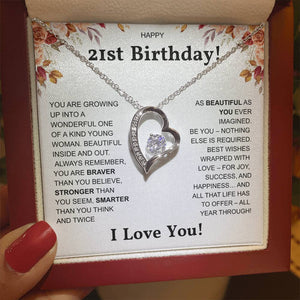 HAPPY
21st Birthday!
YOU ARE GROWING
UP INTO A
WONDERFUL ONE
OF A KIND YOUNG
WOMAN. BEAUTIFUL
INSIDE AND OUT.
ALWAYS REMEMBER,
YOU ARE BRAVER
THAN YOU BELIEVE,
STRONGER THAN
YOU SEEM, SMARTER
THAN YOU THINK
AND TWICE
AS BEAUTIFUL AS
YOU EVER
IMAGINED.
BE YOU – NOTHING
ELSE IS REQUIRED.
BEST WISHES
WRAPPED WITH
LOVE – FOR JOY,
SUCCESS, AND
HAPPINESS... AND
ALL THAT LIFE HAS
TO OFFER – ALL
YEAR THROUGH!
I Love You!